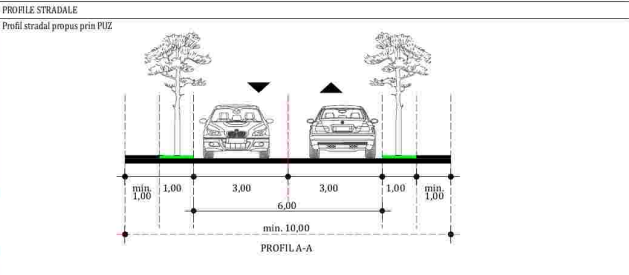 PROFILE STRADALE
Profil stradal propus prin PUZ
min. 1,00 3,00 3,00 1,00 min.
1,00 1,00
6,00
min. 10,00
PROFIL A-A